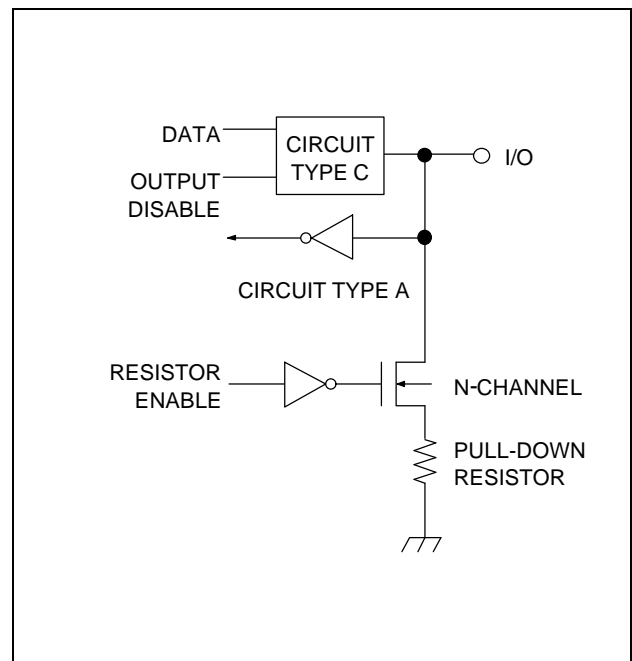 DATA
CIRCUIT
TYPE C
I/O
OUTPUT
DISABLE
CIRCUIT TYPE A
RESISTOR
ENABLE
N-CHANNEL
PULL-DOWN
RESISTOR